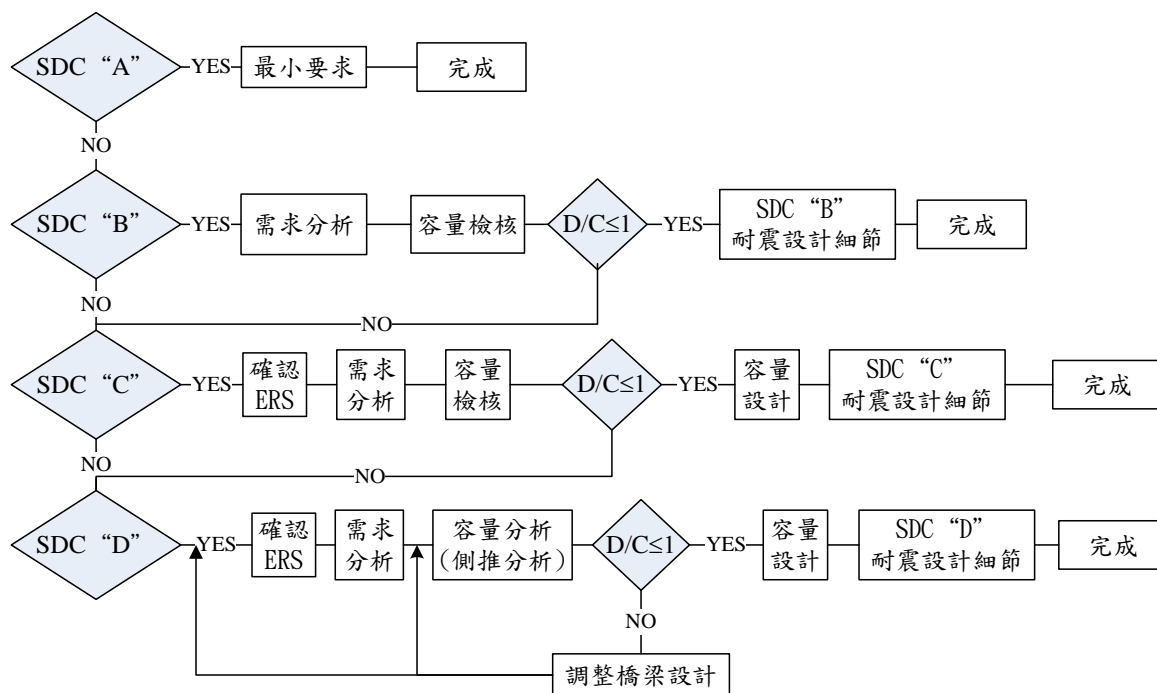 SDC “A”
YES
最小要求
完成
NO
SDC “B”
YES
需求分析
容量檢核
D/C≤1
YES
SDC “B”
耐震設計細節
完成
NO
NO
SDC “C”
YES
確認
ERS
需求
分析
容量
檢核
D/C≤1
YES
容量
設計
SDC “C”
耐震設計細節
完成
NO
NO
SDC “D”
YES
確認
ERS
需求
分析
容量分析
(側推分析)
D/C≤1
YES
容量
設計
SDC “D”
耐震設計細節
完成
NO
調整橋梁設計